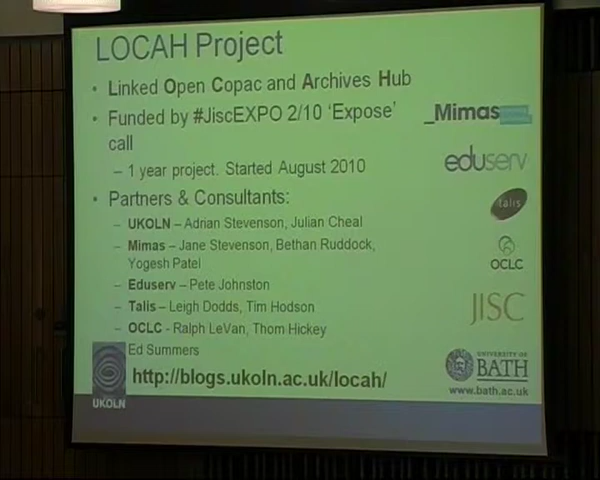 LOCAH Project
• Linked Open Copac and Archives Hub
• Funded by #JiscEXPO 2/10 ‘Expose’
call
– 1 year project. Started August 2010
• Partners & Consultants:
– UKOLN – Adrian Stevenson, Julian Cheal
– Mimas – Jane Stevenson, Bethan Ruddock,
Yogesh Patel
– Eduserv – Pete Johnston
– Talis – Leigh Dodds, Tim Hodson
– OCLC - Ralph LeVan, Thom Hickey
Ed Summers
http://blogs.ukoln.ac.uk/locah/
UKOLN
_Mimas
eduserv
talis
OCLC
JISC
UNIVERSITY OF
BATH
www.bath.ac.uk